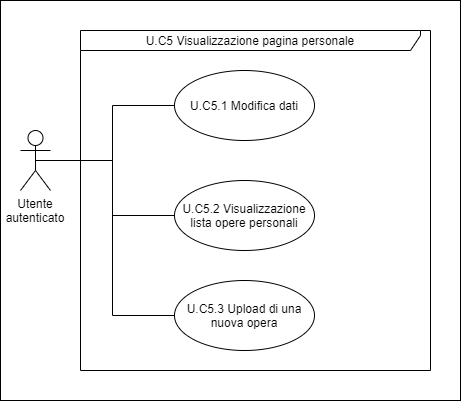 U.C5 Visualizzazione pagina personale
U.C5.1 Modifica dati
Utente
autenticato
U.C5.2 Visualizzazione
lista opere personali
U.C5.3 Upload di una
nuova opera